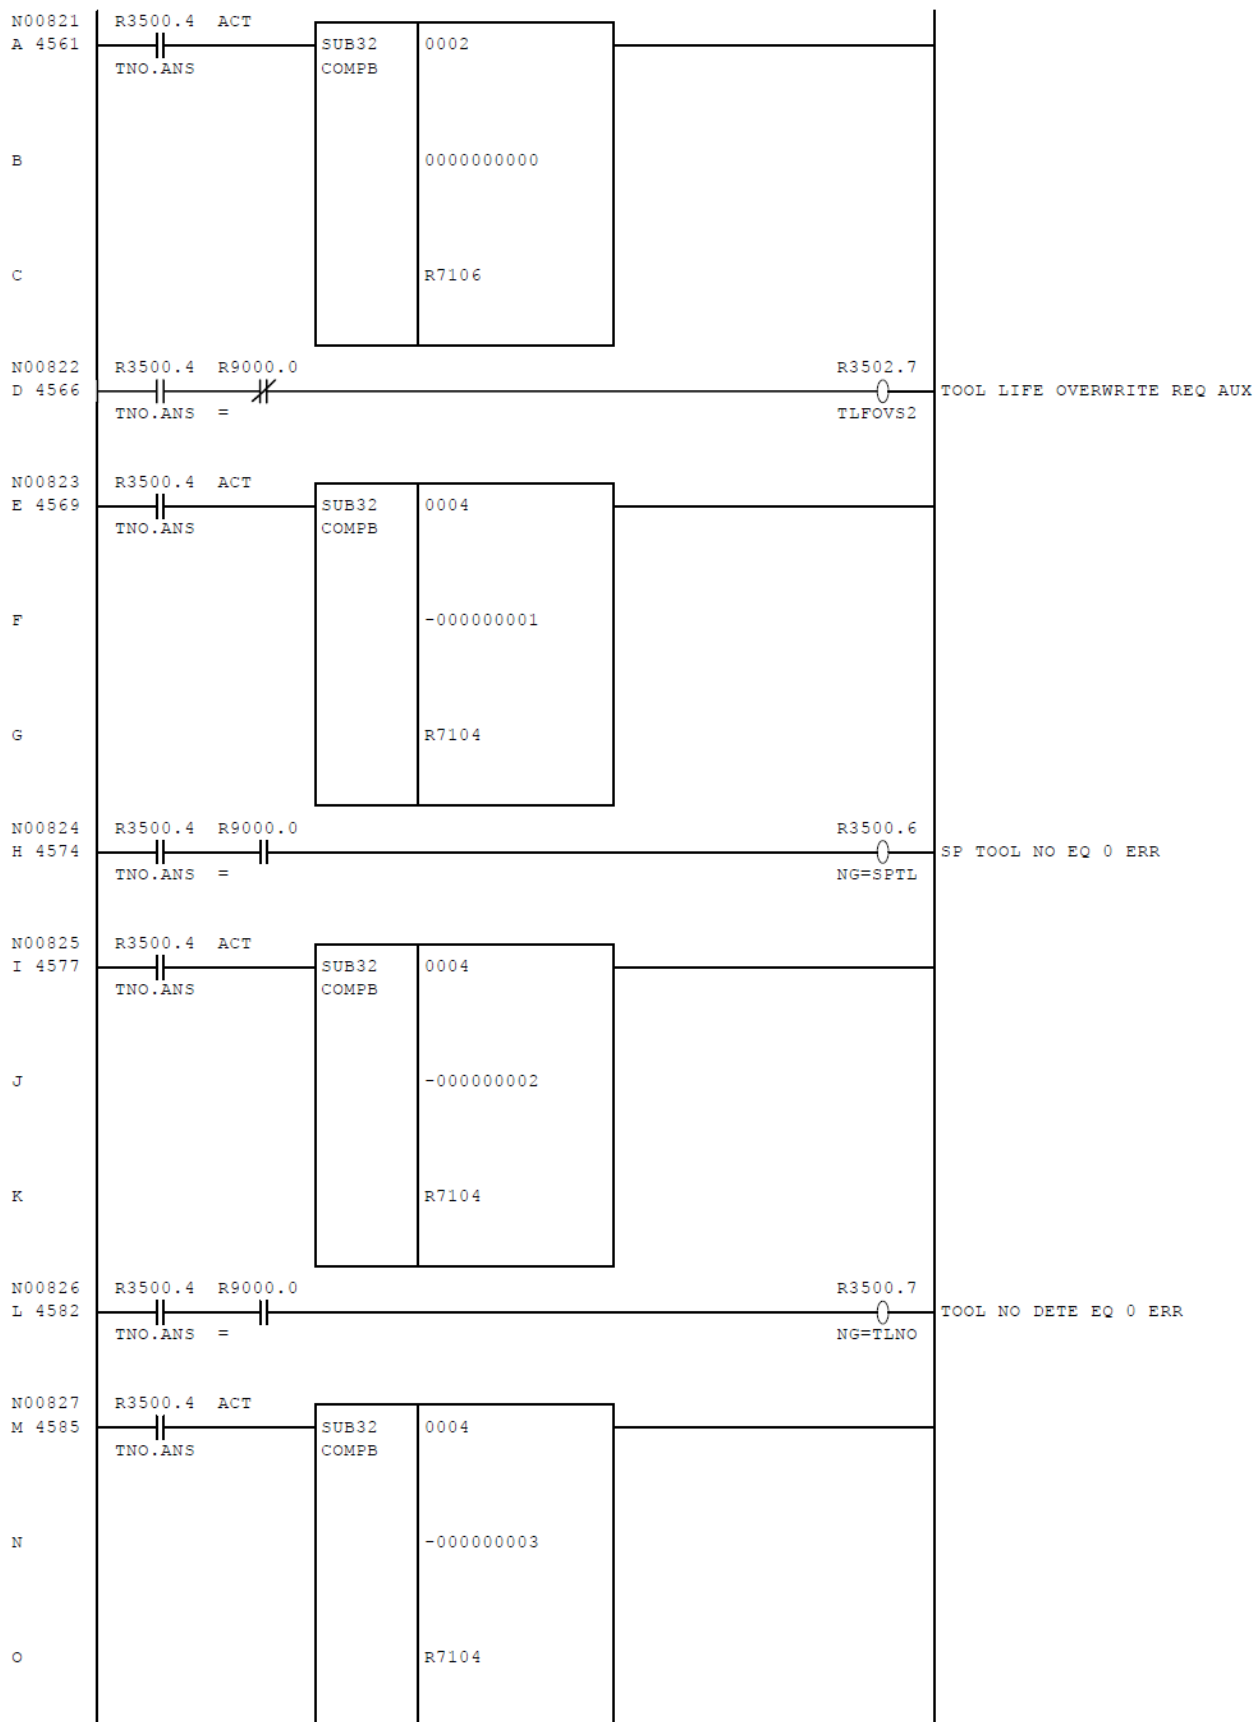 N00821 R3500.4 ACT
A 4561 SUB32 0002
TNO.ANS COMPB
B 0000000000
C R7106
N00822 R3500.4 R9000.0 R3502.7
D 4566 TOOL LIFE OVERWRITE REQ AUX
TNO.ANS = TLFOVS2
N00823 R3500.4 ACT
E 4569 SUB32 0004
TNO.ANS COMPB
F -000000001
G R7104
N00824 R3500.4 R9000.0 R3500.6
H 4574 SP TOOL NO EQ 0 ERR
TNO.ANS = NG=SPTL
N00825 R3500.4 ACT
I 4577 SUB32 0004
TNO.ANS COMPB
J -000000002
K R7104
N00826 R3500.4 R9000.0 R3500.7
L 4582 TOOL NO DETE EQ 0 ERR
TNO.ANS = NG=TLNO
N00827 R3500.4 ACT
M 4585 SUB32 0004
TNO.ANS COMPB
N -000000003
O R7104